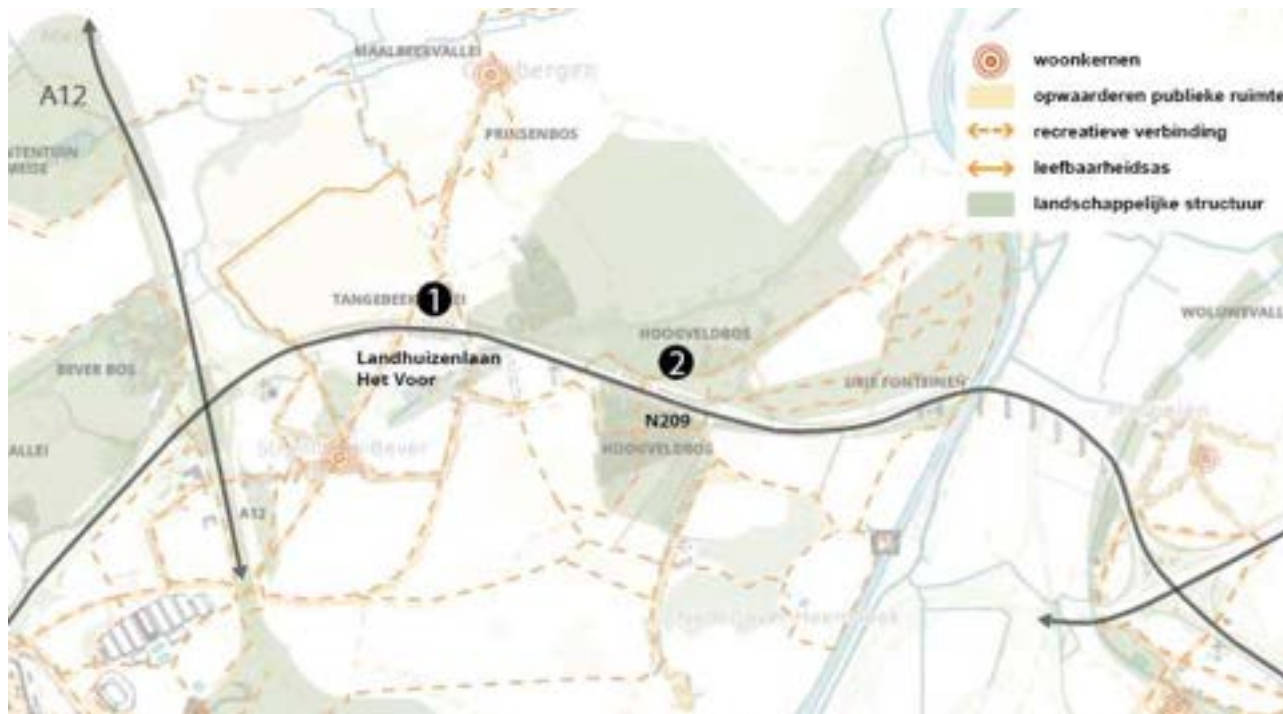 MAALBEEKVALLEI
woonkernen
A12
opwaarderen publieke ruimte
PRINSENBOS
recreatieve verbinding
leefbaarheidsas
landschappelijke structuur
TANGEBEEK
1
HOOGVELDBOS
2
Landhuizenlaan
Het Voor
BEVER BOS
DRIE FONTEINEN
N209
HOOGVELDBOS
A12